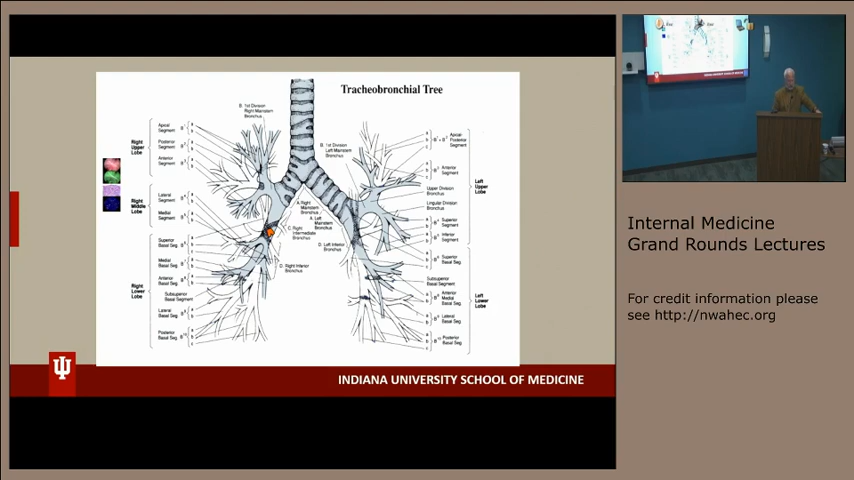 Tracheobronchial Tree
B. 1st Division
Right Mainstem
Bronchus
Right
Upper
Lobe
Apical
Segment
Posterior
Segment
Anterior
Segment
Right
Middle
Lobe
Lateral
Segment
Medial
Segment
Right
Lower
Lobe
Superior
Basal Seg.
Medial
Basal Seg.
Anterior
Basal Seg.
Subsuperior
Basal Segment
Lateral
Basal Seg.
Posterior
Basal Seg.
B. 1st Division
Left Mainstem
Bronchus
A. Right
Mainstem
Bronchus
A. Left
Mainstem
Bronchus
C. Right
Intermediate
Bronchus
D. Left Inferior
Bronchus
D. Right Inferior
Bronchus
Apical
Posterior
Segment
Anterior
Segment
Upper Division
Bronchus
Lingular Division
Bronchus
Superior
Segment
Inferior
Segment
Left
Upper
Lobe
Superior
Basal Seg.
Subsuperior
Basal Segment
Anterior
Medial
Basal Seg.
Lateral
Basal Seg.
Posterior
Basal Seg.
Left
Lower
Lobe
INDIANA UNIVERSITY SCHOOL OF MEDICINE
Internal Medicine
Grand Rounds Lectures
For credit information please
see http://nwahec.org